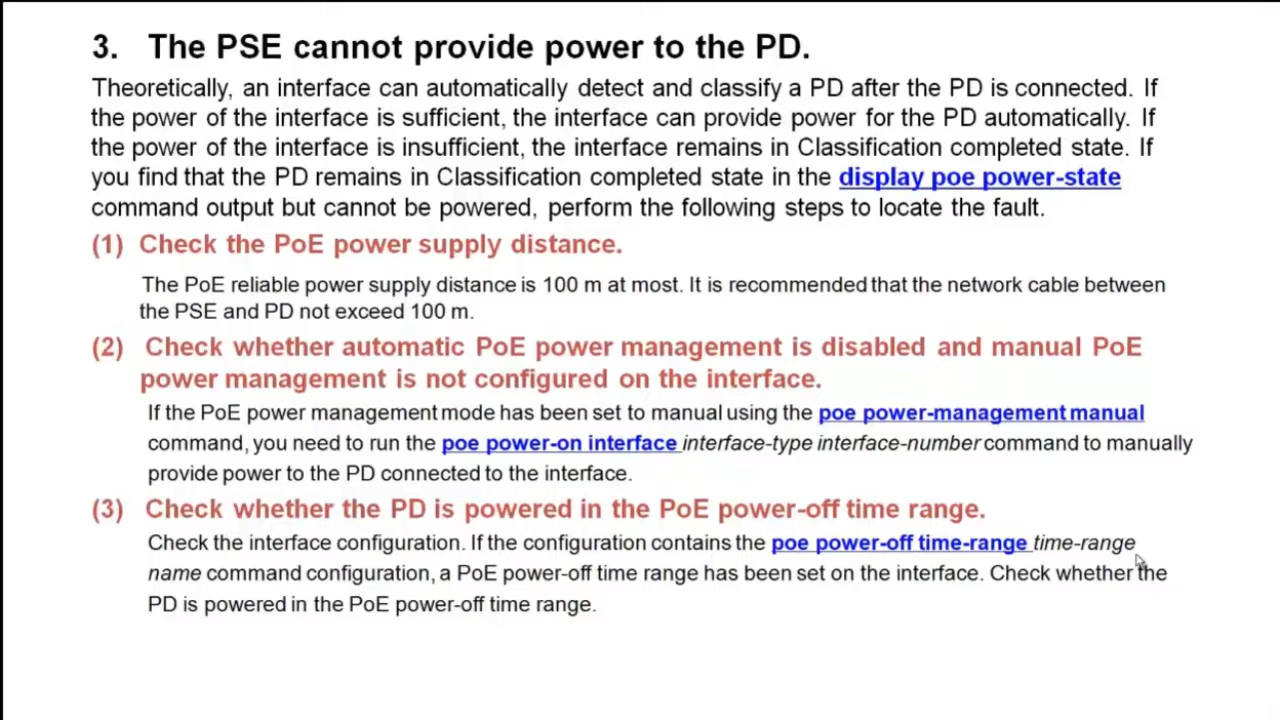 3. The PSE cannot provide power to the PD.
Theoretically, an interface can automatically detect and classify a PD after the PD is connected. If
the power of the interface is sufficient, the interface can provide power for the PD automatically. If
the power of the interface is insufficient, the interface remains in Classification completed state. If
you find that the PD remains in Classification completed state in the display poe power-state
command output but cannot be powered, perform the following steps to locate the fault.
(1) Check the PoE power supply distance.
The PoE reliable power supply distance is 100 m at most. It is recommended that the network cable between
the PSE and PD not exceed 100 m.
(2) Check whether automatic PoE power management is disabled and manual PoE
power management is not configured on the interface.
If the PoE power management mode has been set to manual using the poe power-management manual
command, you need to run the poe power-on interface interface-type interface-number command to manually
provide power to the PD connected to the interface.
(3) Check whether the PD is powered in the PoE power-off time range.
Check the interface configuration. If the configuration contains the poe power-off time-range time-range
name command configuration, a PoE power-off time range has been set on the interface. Check whether the
PD is powered in the PoE power-off time range.